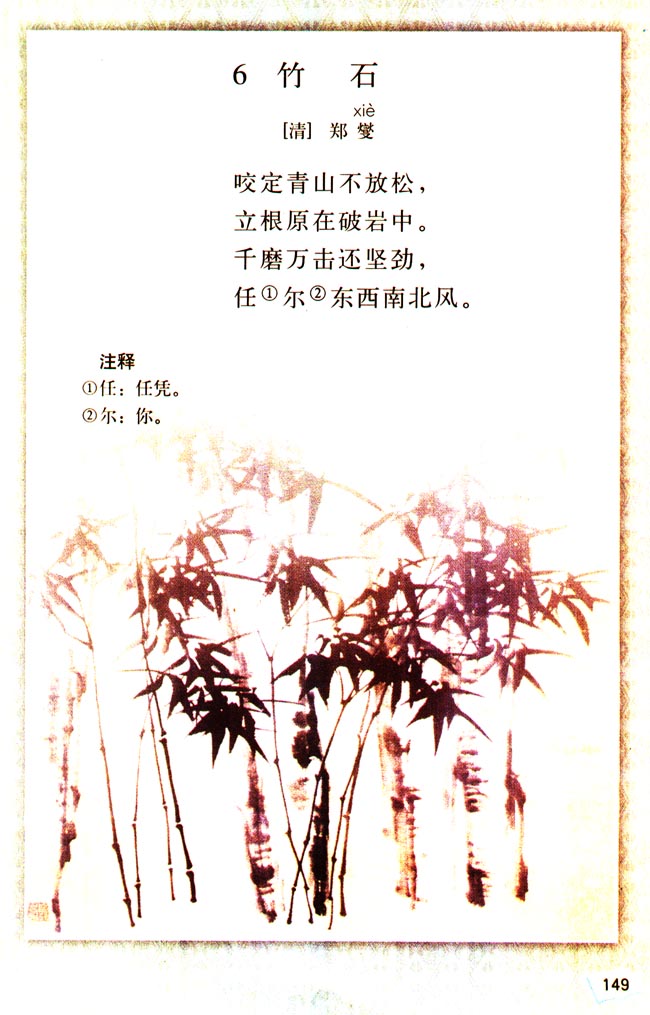 6 竹 石
xiè
[清] 郑 燮
咬定青山不放松，
立根原在破岩中。
千磨万击还坚劲，
任①尔②东西南北风。
注释
①任：任凭。
②尔：你。
149